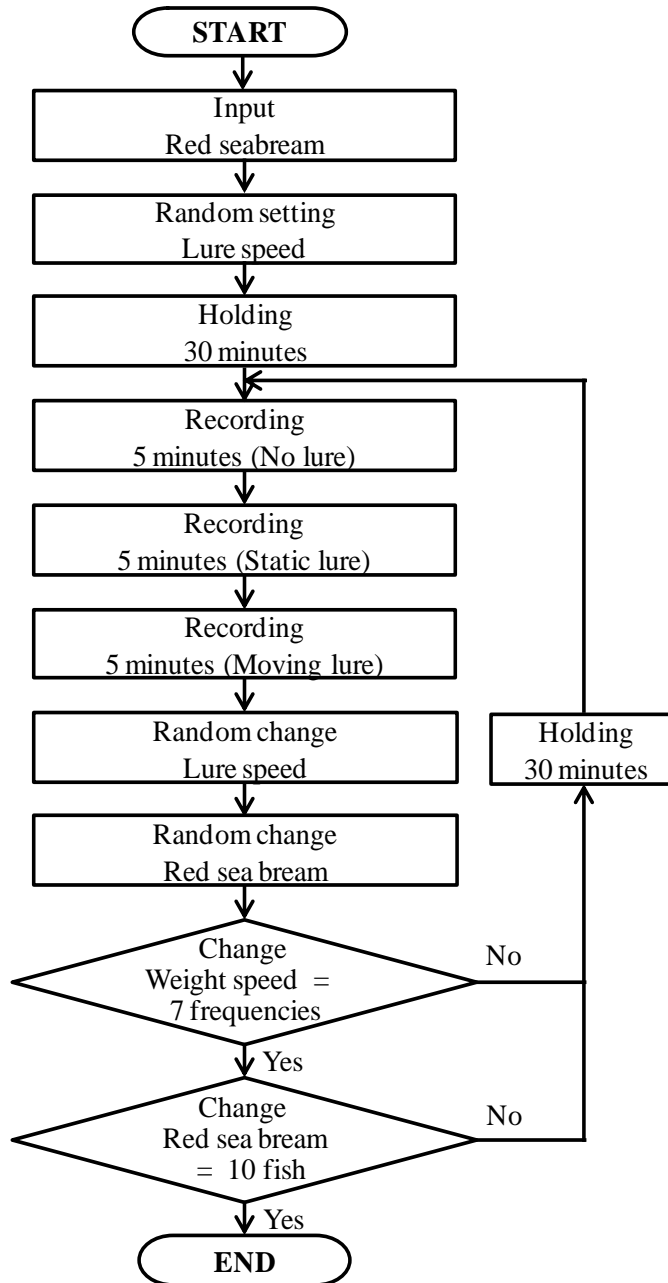 START
Input
Red seabream
Random setting
Lure speed
Holding
30 minutes
Recording
5 minutes (No lure)
Recording
5 minutes (Static lure)
Recording
5 minutes (Moving lure)
Random change
Lure speed
Holding
30 minutes
Random change
Red sea bream
Change
Weight speed =
7 frequencies
No
Yes
Change
Red sea bream
= 10 fish
No
Yes
END